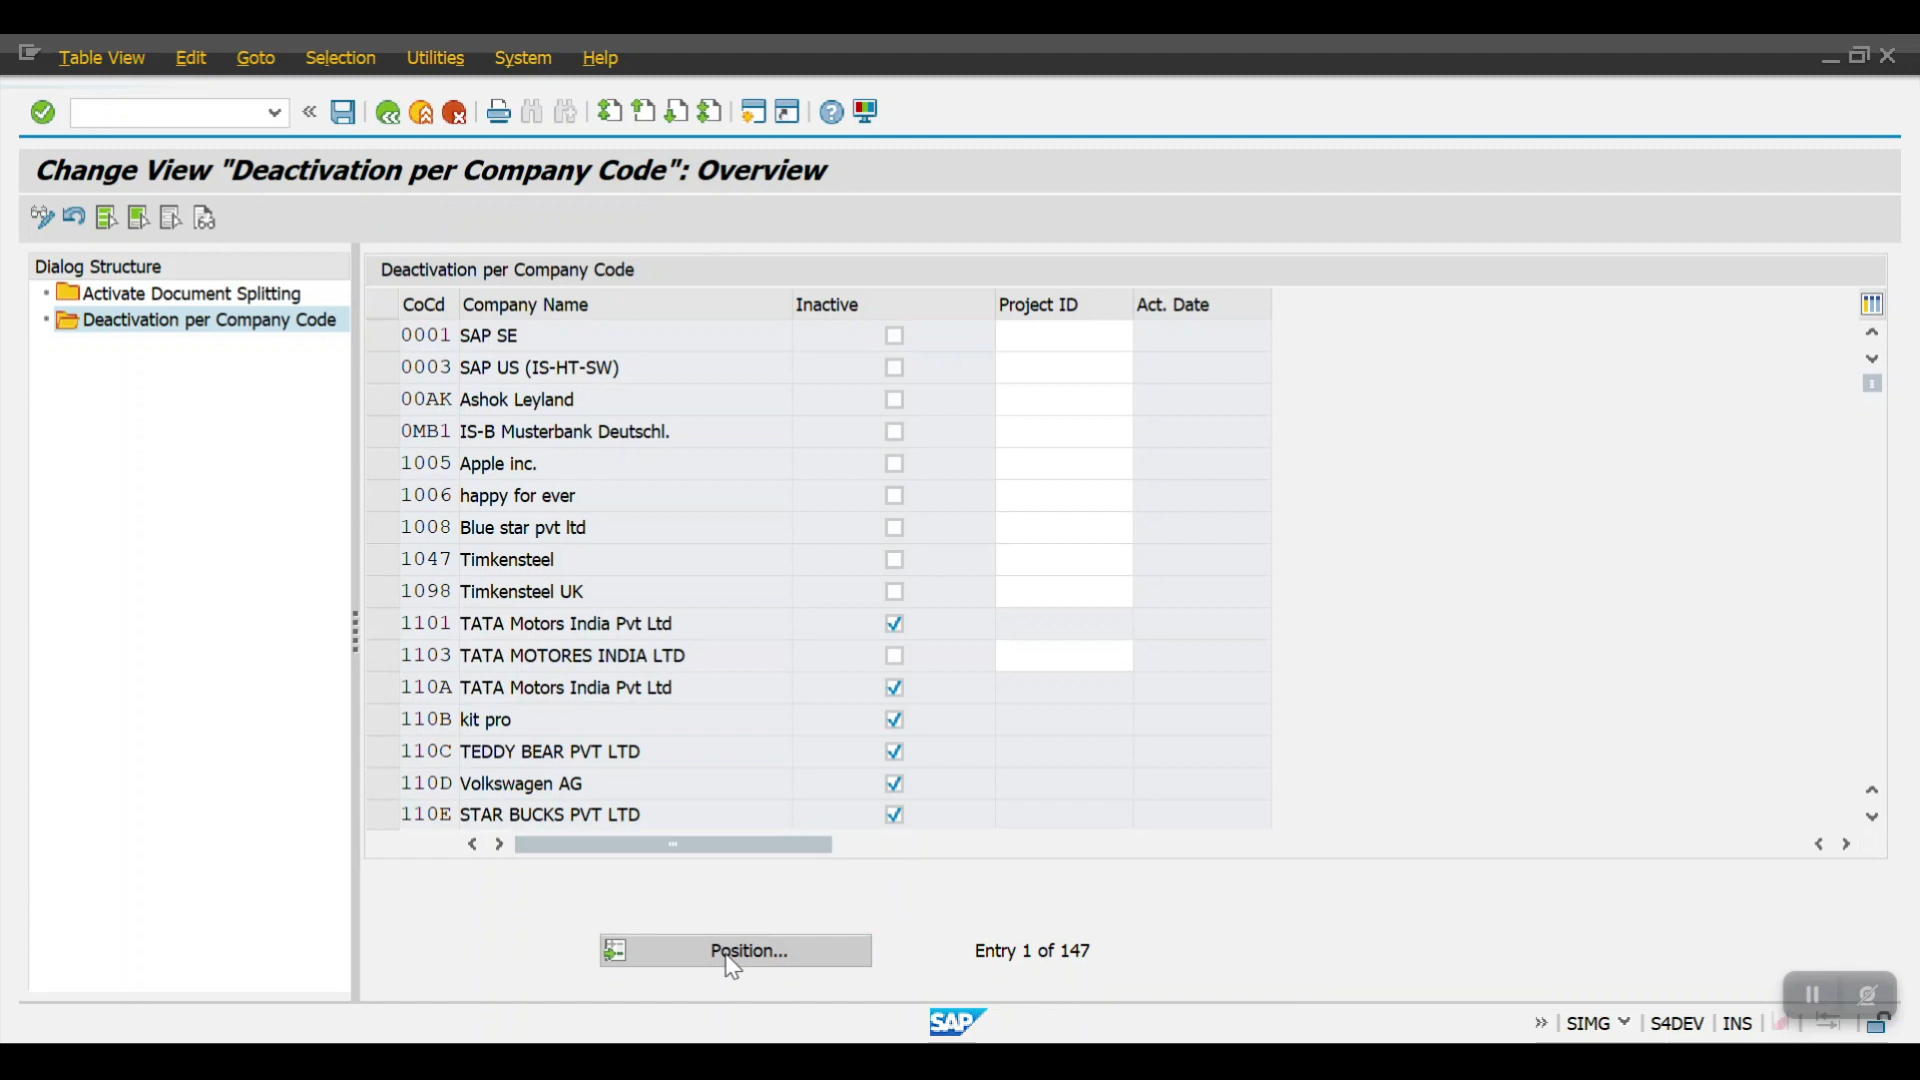 Table View Edit Goto Selection Utilities System Help
Change View "Deactivation per Company Code": Overview
Dialog Structure
Activate Document Splitting
Deactivation per Company Code
Deactivation per Company Code
CoCd Company Name Inactive Project ID Act. Date
0001 SAP SE
0003 SAP US (IS-HT-SW)
00AK Ashok Leyland
0MB1 IS-B Musterbank Deutschl.
1005 Apple inc.
1006 happy for ever
1008 Blue star pvt ltd
1047 Timkensteel
1098 Timkensteel UK
1101 TATA Motors India Pvt Ltd
1103 TATA MOTORES INDIA LTD
110A TATA Motors India Pvt Ltd
110B kit pro
110C TEDDY BEAR PVT LTD
110D Volkswagen AG
110E STAR BUCKS PVT LTD
Position... Entry 1 of 147
SAP SIMG S4DEV INS